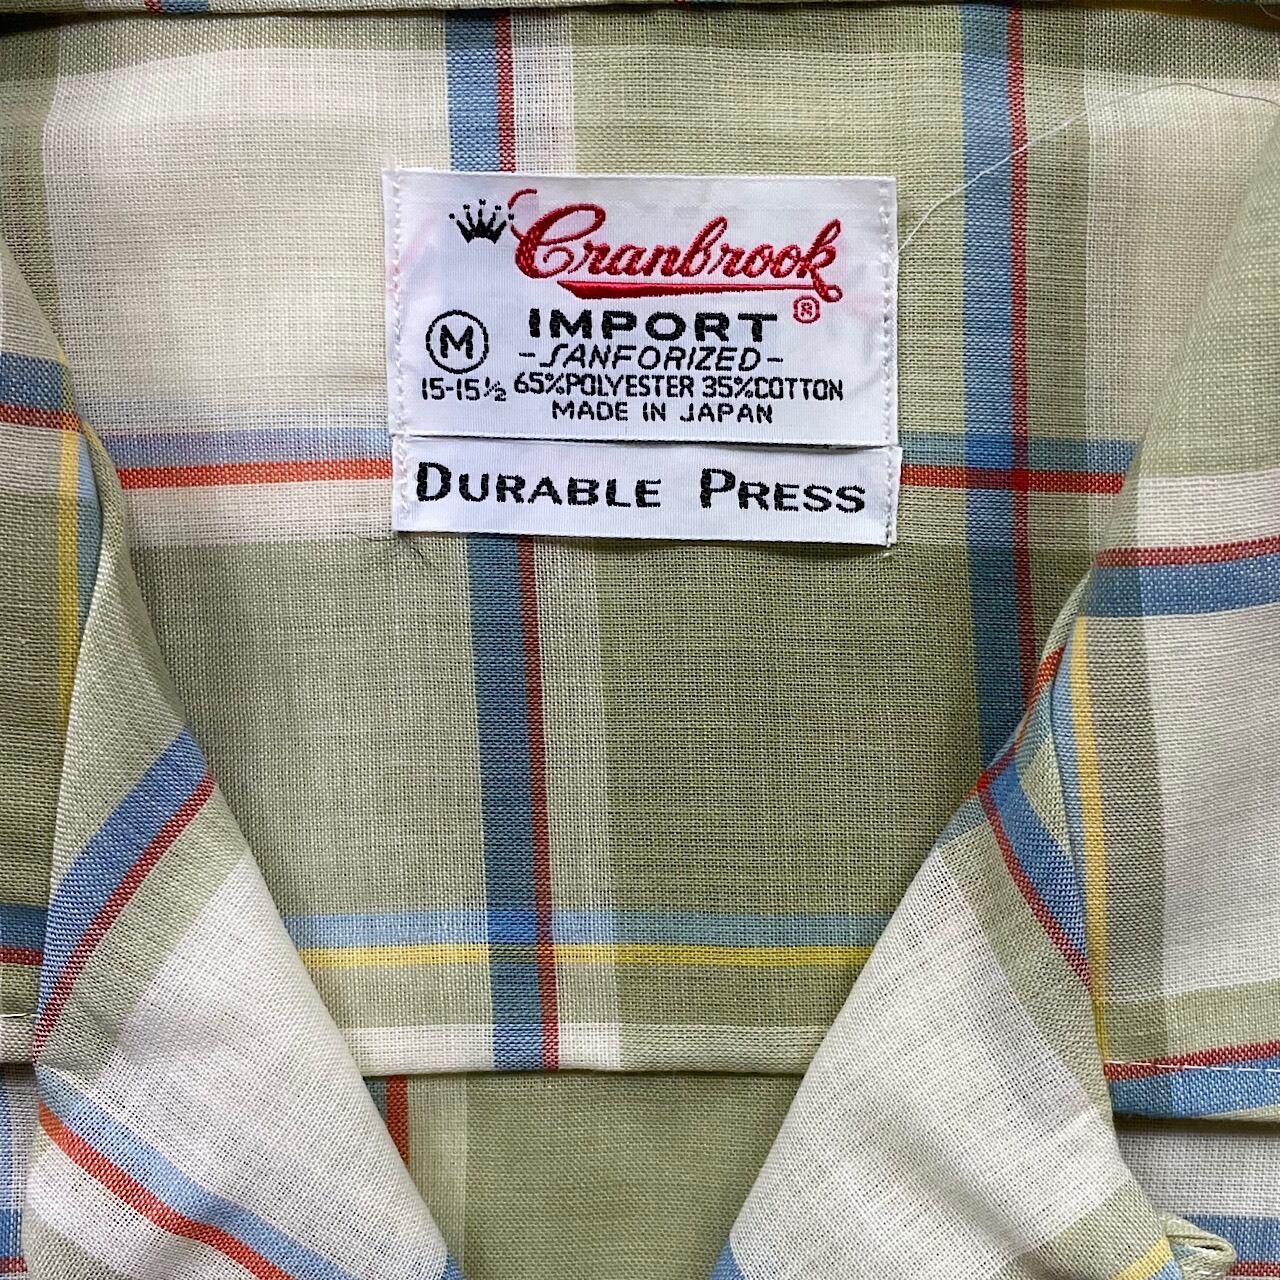 Cranbrook®
IMPORT
M
-SANFORIZED-
15-15½ 65%POLYESTER 35%COTTON
MADE IN JAPAN
DURABLE PRESS